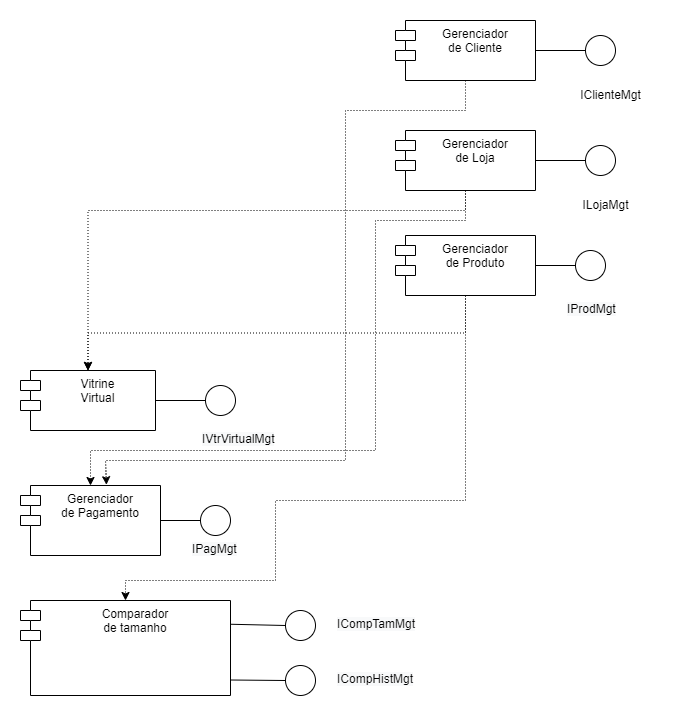 Gerenciador
de Cliente
IClienteMgt
Gerenciador
de Loja
ILojaMgt
Gerenciador
de Produto
IProdMgt
Vitrine
Virtual
IVtrVirtualMgt
Gerenciador
de Pagamento
IPagMgt
Comparador
de tamanho
ICompTamMgt
ICompHistMgt